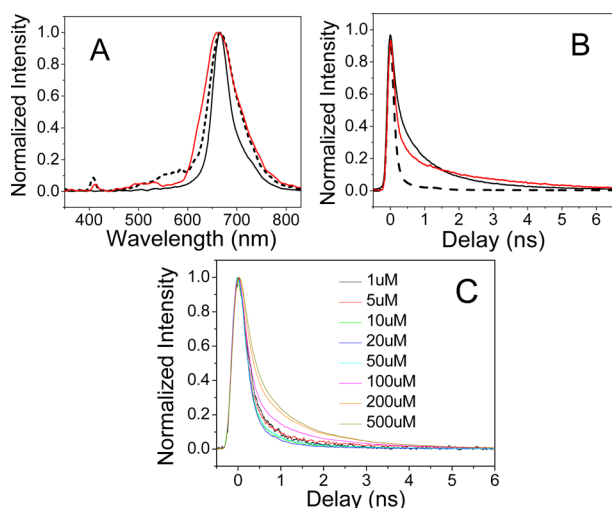 A
Normalized Intensity
1.0
0.8
0.6
0.4
0.2
0.0
400 500 600 700 800
Wavelength (nm)
B
Normalized Intensity
1.0
0.8
0.6
0.4
0.2
0.0
0 1 2 3 4 5 6
Delay (ns)
C
Normalized Intensity
1.0
0.8
0.6
0.4
0.2
0.0
1uM
5uM
10uM
20uM
50uM
100uM
200uM
500uM
0 1 2 3 4 5 6
Delay (ns)